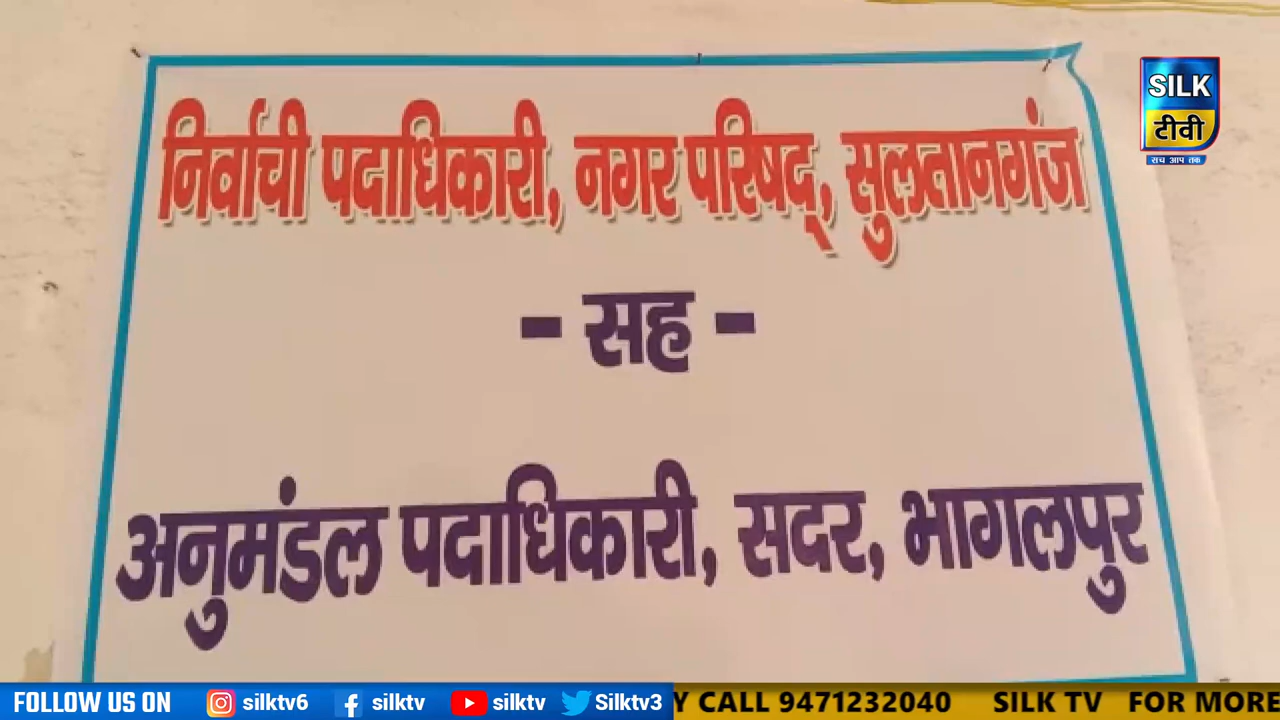 SILK
टीवी
सच आप तक
निर्वाची पदाधिकारी, नगर परिषद्, सुलतानगंज
- सह -
अनुमंडल पदाधिकारी, सदर, भागलपुर
FOLLOW US ON silktv6 silktv silktv Silktv3 Y CALL 9471232040 SILK TV FOR MORE